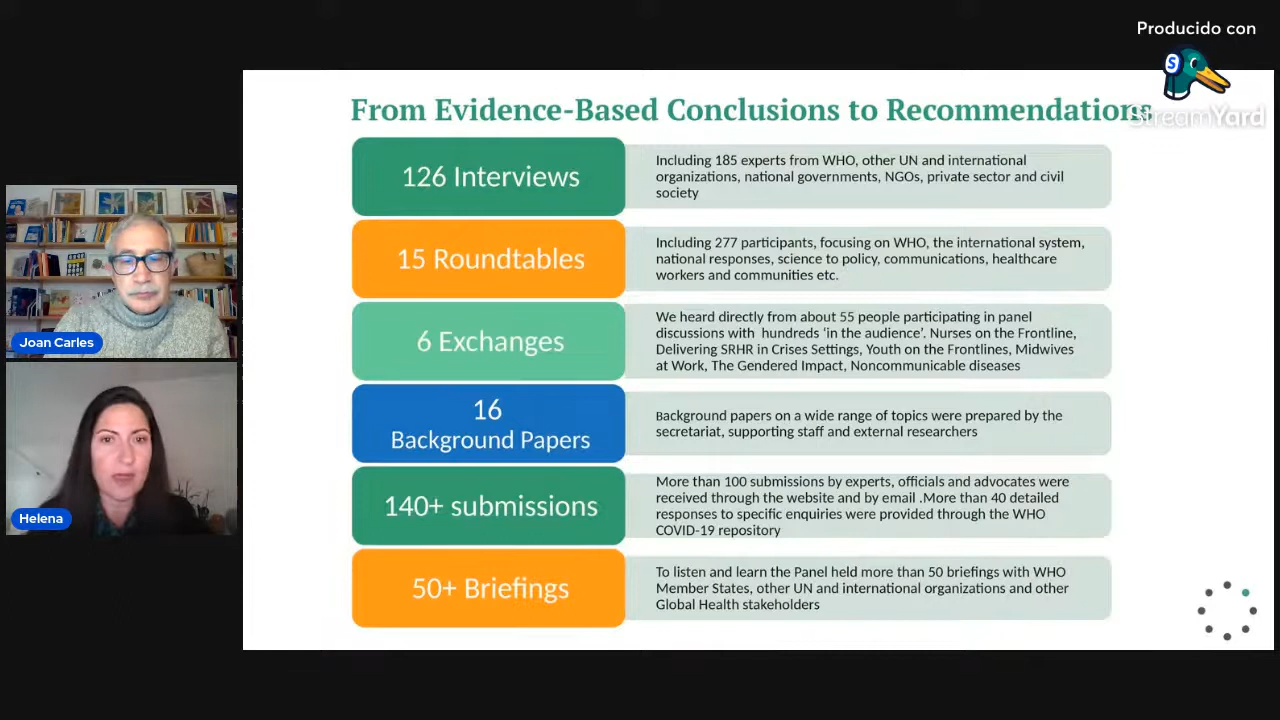 Producido con
StreamYard
From Evidence-Based Conclusions to Recommendations
126 Interviews
Including 185 experts from WHO, other UN and international
organizations, national governments, NGOs, private sector and civil
society
15 Roundtables
Including 277 participants, focusing on WHO, the international system,
national responses, science to policy, communications, healthcare
workers and communities etc.
6 Exchanges
We heard directly from about 55 people participating in panel
discussions with  hundreds ‘in the audience’. Nurses on the Frontline,
Delivering SRHR in Crises Settings, Youth on the Frontlines, Midwives
at Work, The Gendered Impact, Noncommunicable diseases
16
Background Papers
Background papers on a wide range of topics were prepared by the
secretariat, supporting staff and external researchers
140+ submissions
More than 100 submissions by experts, officials and advocates were
received through the website and by email .More than 40 detailed
responses to specific enquiries were provided through the WHO
COVID-19 repository
50+ Briefings
To listen and learn the Panel held more than 50 briefings with WHO
Member States, other UN and international organizations and other
Global Health stakeholders
Joan Carles
Helena